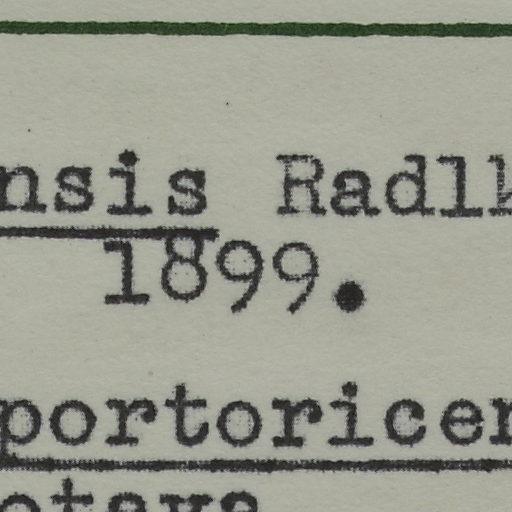 nsis Radlk
1899.
portoricen